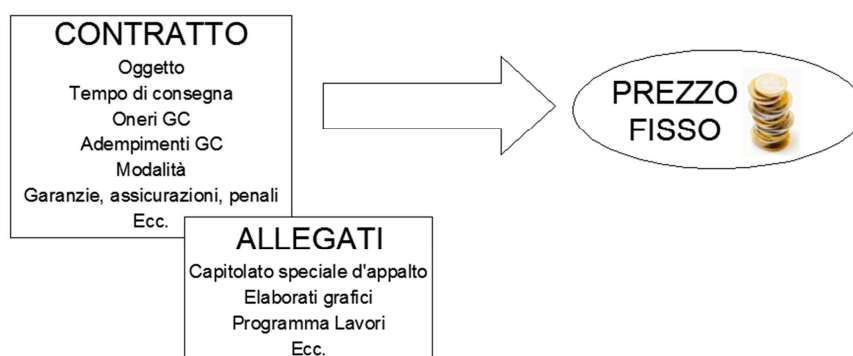 CONTRATTO
Oggetto
Tempo di consegna
Oneri GC
Adempimenti GC
Modalità
Garanzie, assicurazioni, penali
Ecc.
ALLEGATI
Capitolato speciale d'appalto
Elaborati grafici
Programma Lavori
Ecc.
PREZZO
FISSO